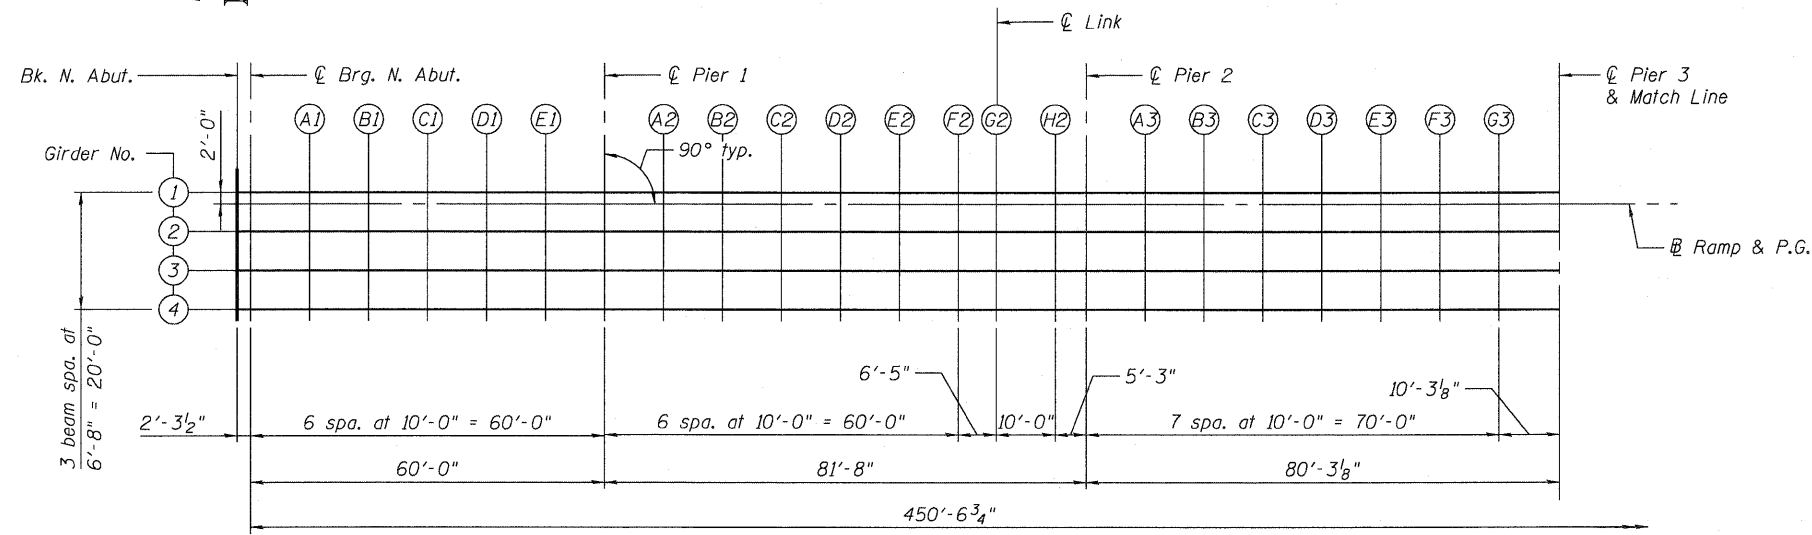 ℄ Link
Bk. N. Abut.
℄ Brg. N. Abut.
℄ Pier 1
℄ Pier 2
℄ Pier 3
& Match Line
A1 B1 C1 D1 E1 A2 B2 C2 D2 E2 F2 G2 H2 A3 B3 C3 D3 E3 F3 G3
2'-0"
Girder No.
90° typ.
1
2
3
4
B Ramp & P.G.
3 beam spa. at
6'-8" = 20'-0"
6'-5"
5'-3"
10'-3⅛"
2'-3½"
6 spa. at 10'-0" = 60'-0"
6 spa. at 10'-0" = 60'-0"
10'-0"
7 spa. at 10'-0" = 70'-0"
60'-0"
81'-8"
80'-3⅛"
450'-6¾"